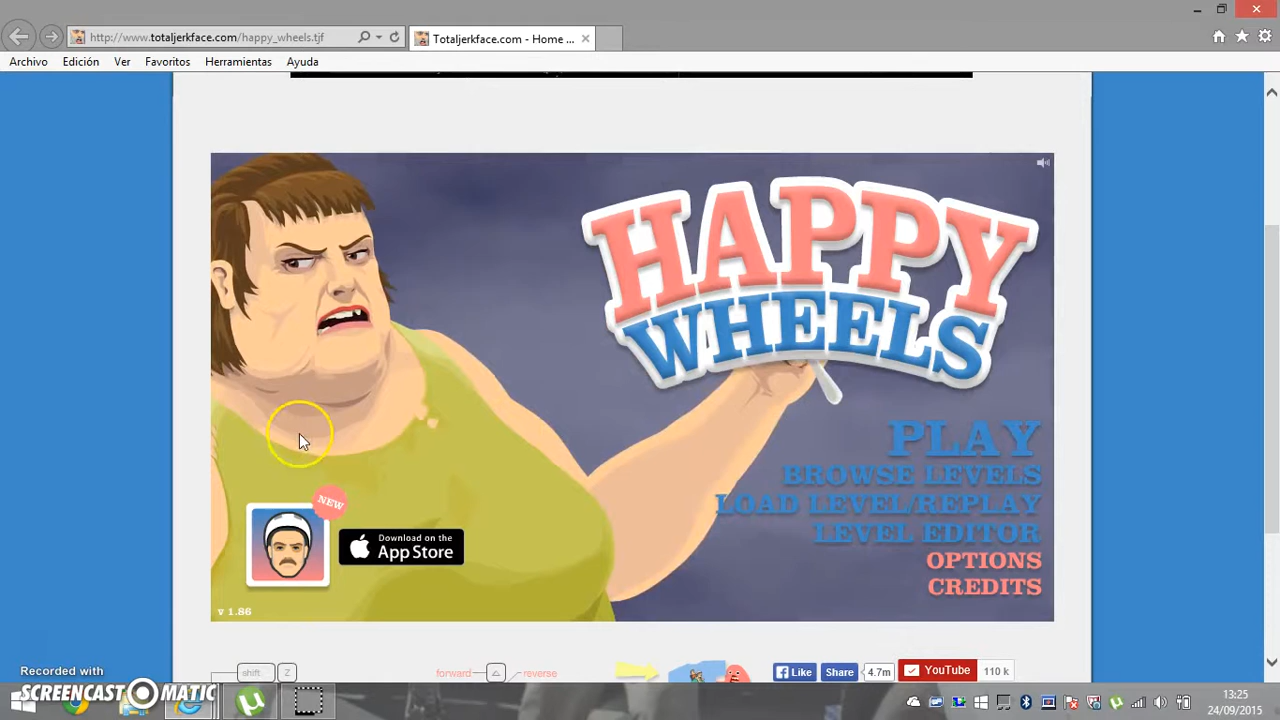 http://www.totaljerkface.com/happy_wheels.tjf
Totaljerkface.com - Home ...
Archivo Edición Ver Favoritos Herramientas Ayuda
HAPPY
WHEELS
PLAY
BROWSE LEVELS
LOAD LEVEL/REPLAY
LEVEL EDITOR
OPTIONS
CREDITS
NEW
Download on the
App Store
v 1.86
shift Z forward reverse Like Share 4.7m YouTube 110 k
Recorded with
SCREENCAST MATIC
13:25
24/09/2015